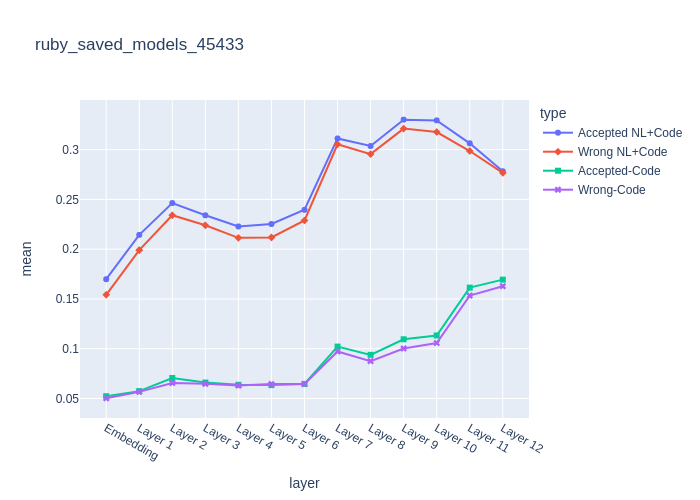 ruby_saved_models_45433
type
Accepted NL+Code
Wrong NL+Code
Accepted-Code
Wrong-Code
mean
0.3
0.25
0.2
0.15
0.1
0.05
Embedding
Layer 1
Layer 2
Layer 3
Layer 4
Layer 5
Layer 6
Layer 7
Layer 8
Layer 9
Layer 10
Layer 11
Layer 12
layer